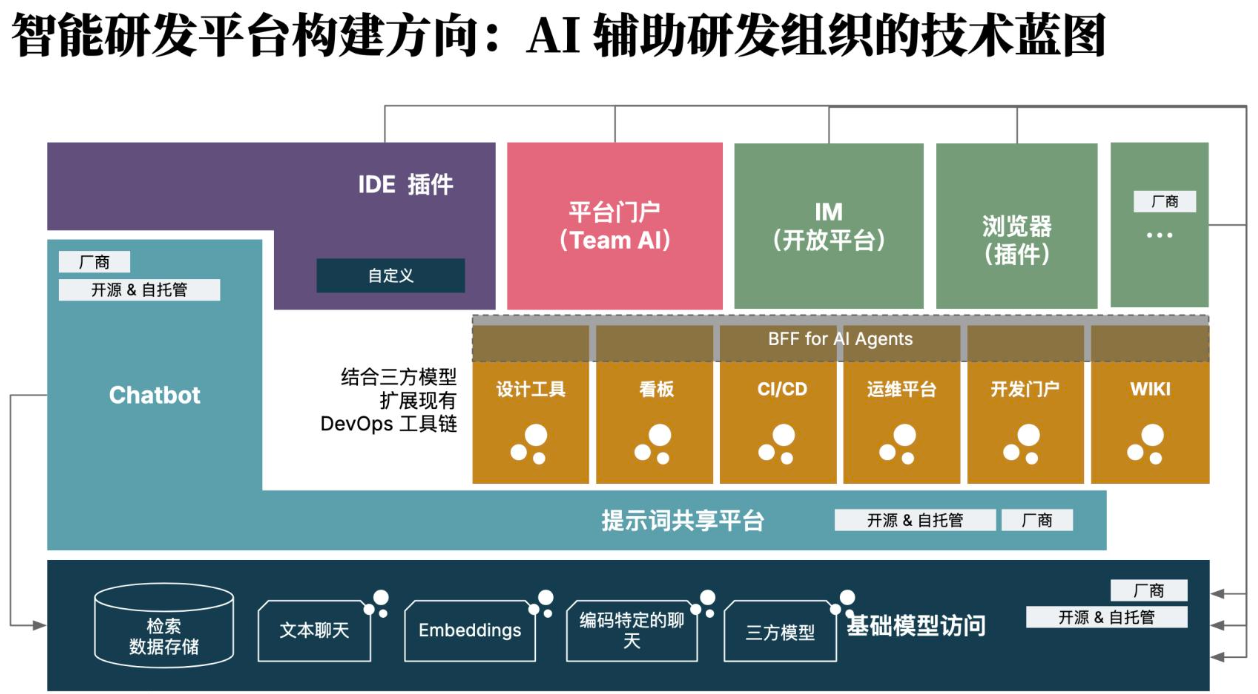 智能研发平台构建方向：AI 辅助研发组织的技术蓝图
IDE 插件
自定义
平台门户
（Team AI）
IM
（开放平台）
浏览器
（插件）
厂商
...
厂商
开源 & 自托管
Chatbot
结合三方模型
扩展现有
DevOps 工具链
BFF for AI Agents
设计工具
看板
CI/CD
运维平台
开发门户
WIKI
提示词共享平台
开源 & 自托管
厂商
检索
数据存储
文本聊天
Embeddings
编码特定的聊
天
三方模型
基础模型访问
厂商
开源 & 自托管